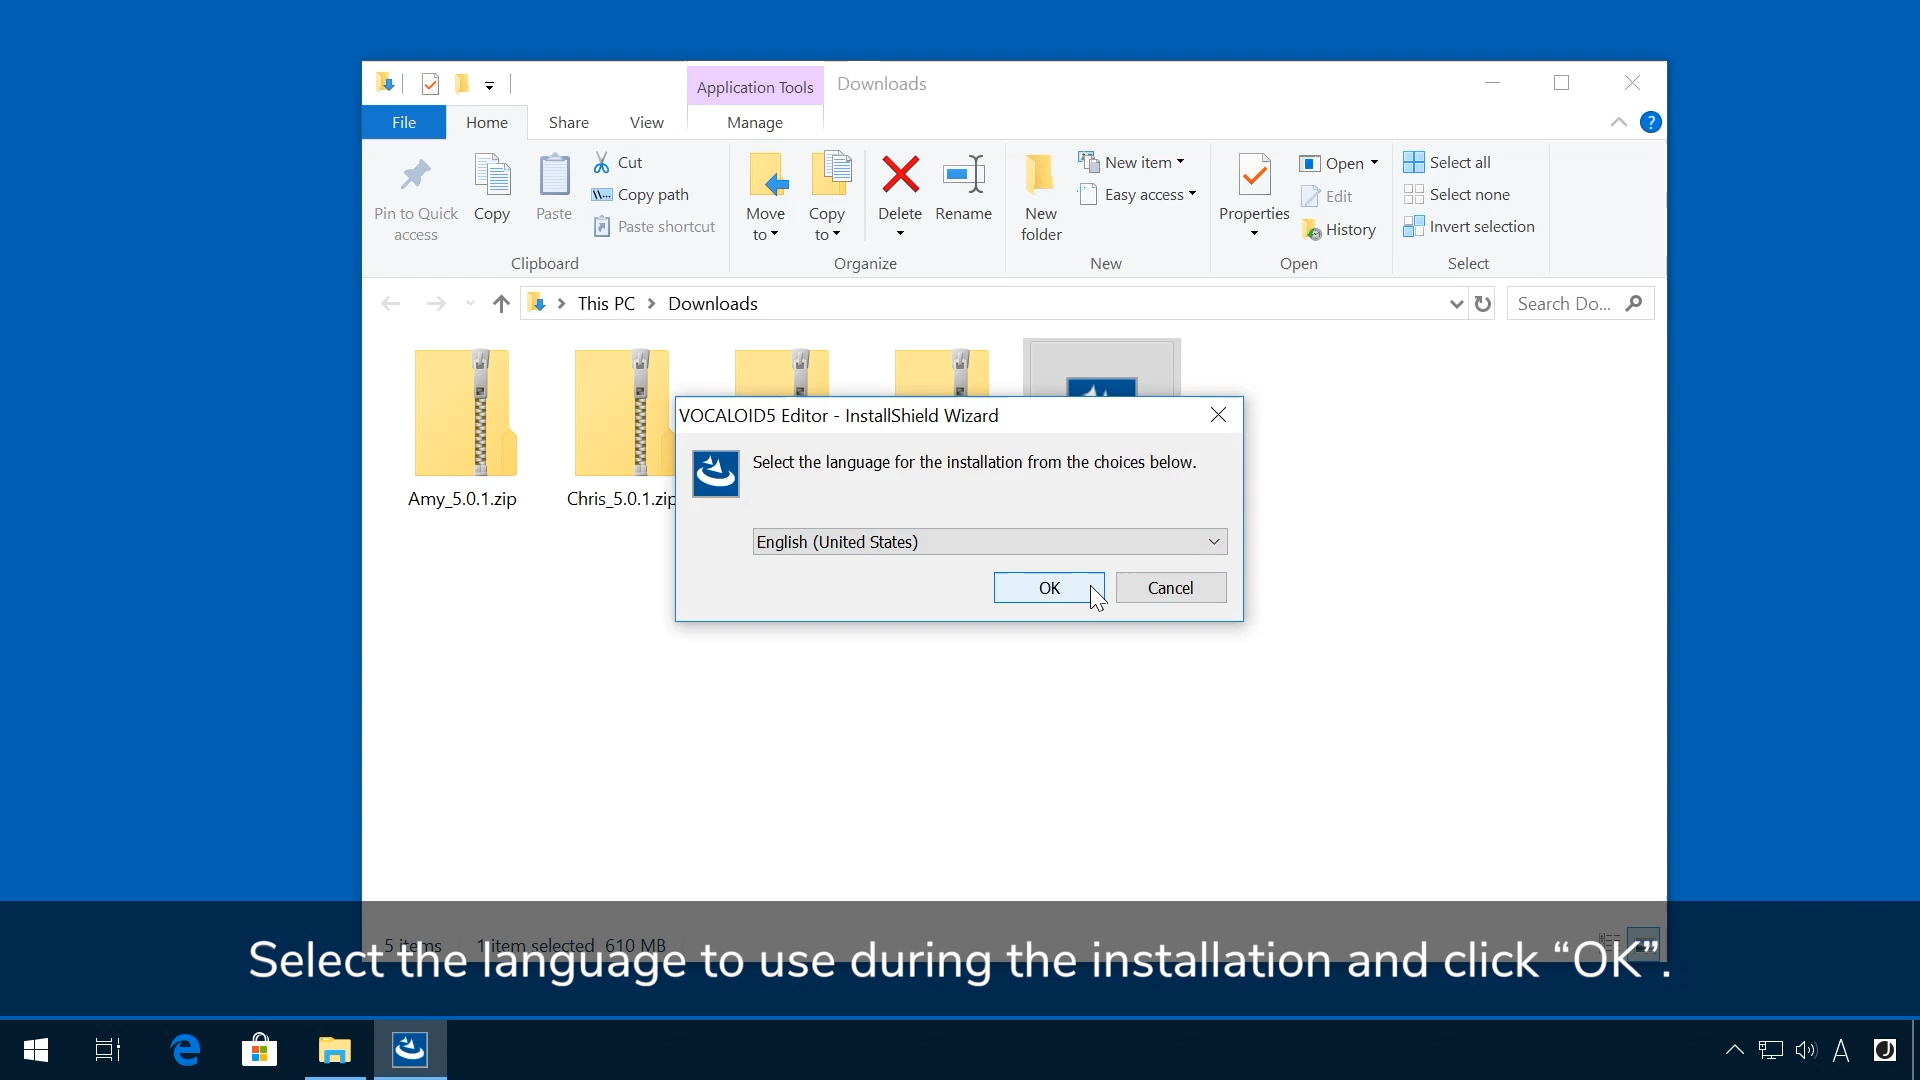 Application Tools
Downloads
File
Home
Share
View
Manage
?
Pin to Quick access
Copy
Paste
Cut
Copy path
Paste shortcut
Clipboard
Move to
Copy to
Delete
Rename
Organize
New folder
New item
Easy access
New
Properties
Open
Edit
History
Open
Select all
Select none
Invert selection
Select
This PC
Downloads
Search Do...
Amy_5.0.1.zip
Chris_5.0.1.zip
VOCALOID5 Editor - InstallShield Wizard
Select the language for the installation from the choices below.
English (United States)
OK
Cancel
5 items
1 item selected 610 MB
Select the language to use during the installation and click “OK”.
A
J